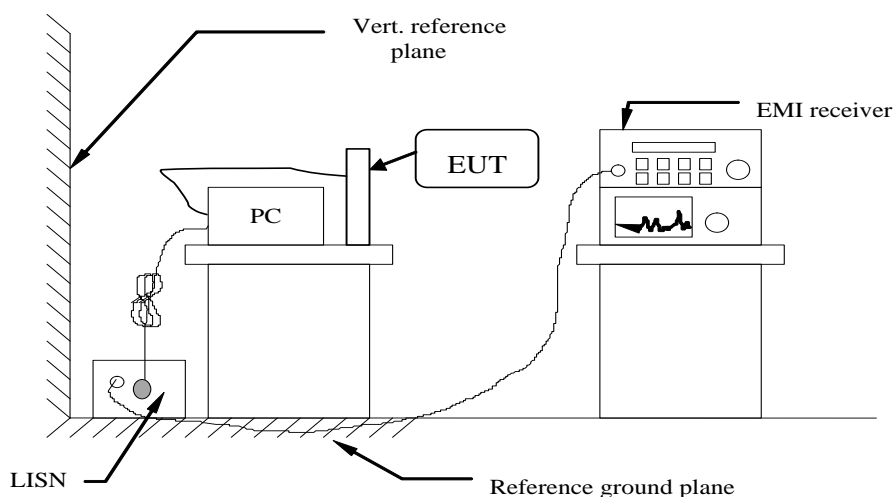 Vert. reference
plane
EMI receiver
EUT
PC
LISN
Reference ground plane